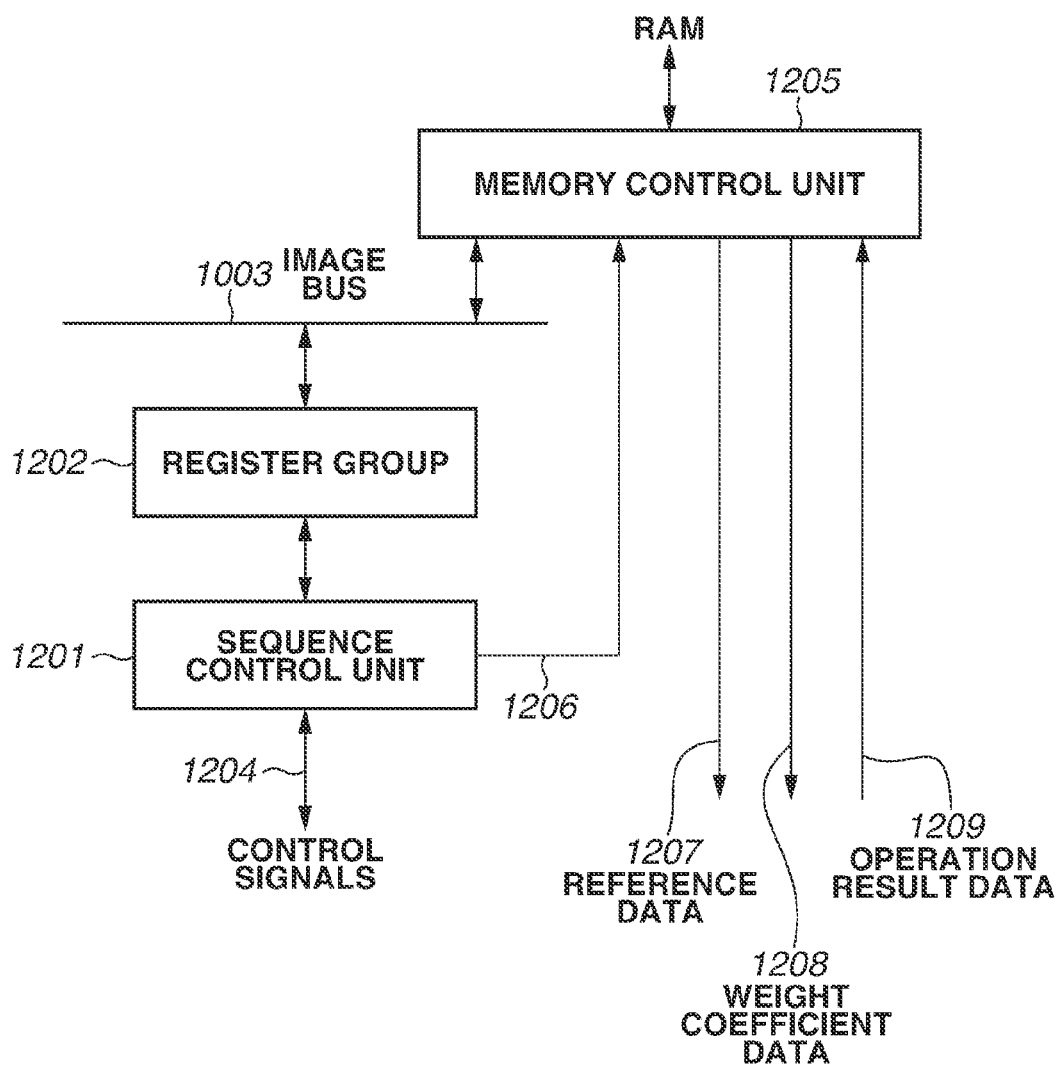 RAM
1205
MEMORY CONTROL UNIT
1003
IMAGE
BUS
1202
REGISTER GROUP
1201
SEQUENCE
CONTROL UNIT
1206
1204
CONTROL
SIGNALS
1207
REFERENCE
DATA
1209
OPERATION
RESULT DATA
1208
WEIGHT
COEFFICIENT
DATA